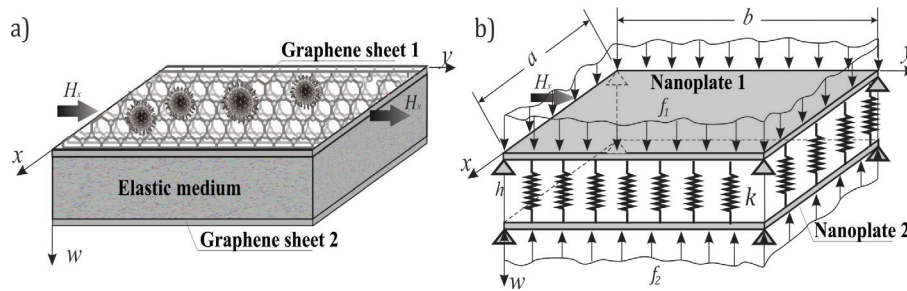 a)
Graphene sheet 1
y
Hₓ
Hₓ
x
Elastic medium
Graphene sheet 2
w
b)
b
a
y
Hₓ
Nanoplate 1
f₁
x
h
k
Nanoplate 2
w
f₂